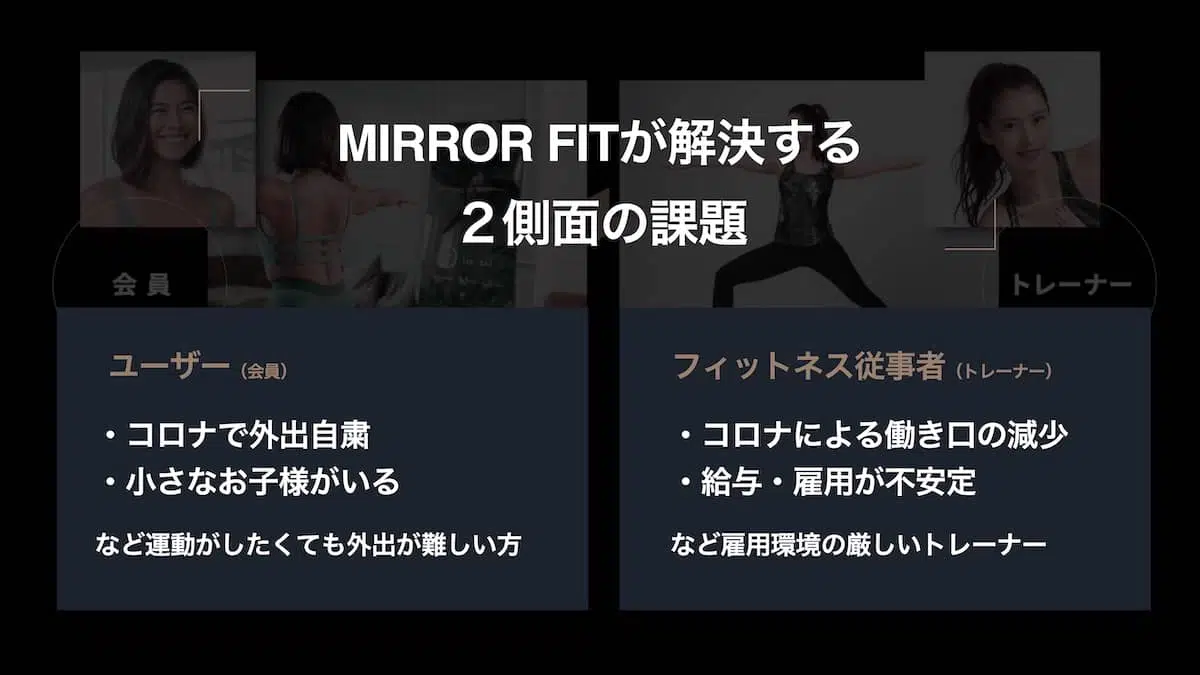 MIRROR FITが解決する
２側面の課題
会員
トレーナー
ユーザー（会員）
・コロナで外出自粛
・小さなお子様がいる
など運動がしたくても外出が難しい方
フィットネス従事者（トレーナー）
・コロナによる働き口の減少
・給与・雇用が不安定
など雇用環境の厳しいトレーナー